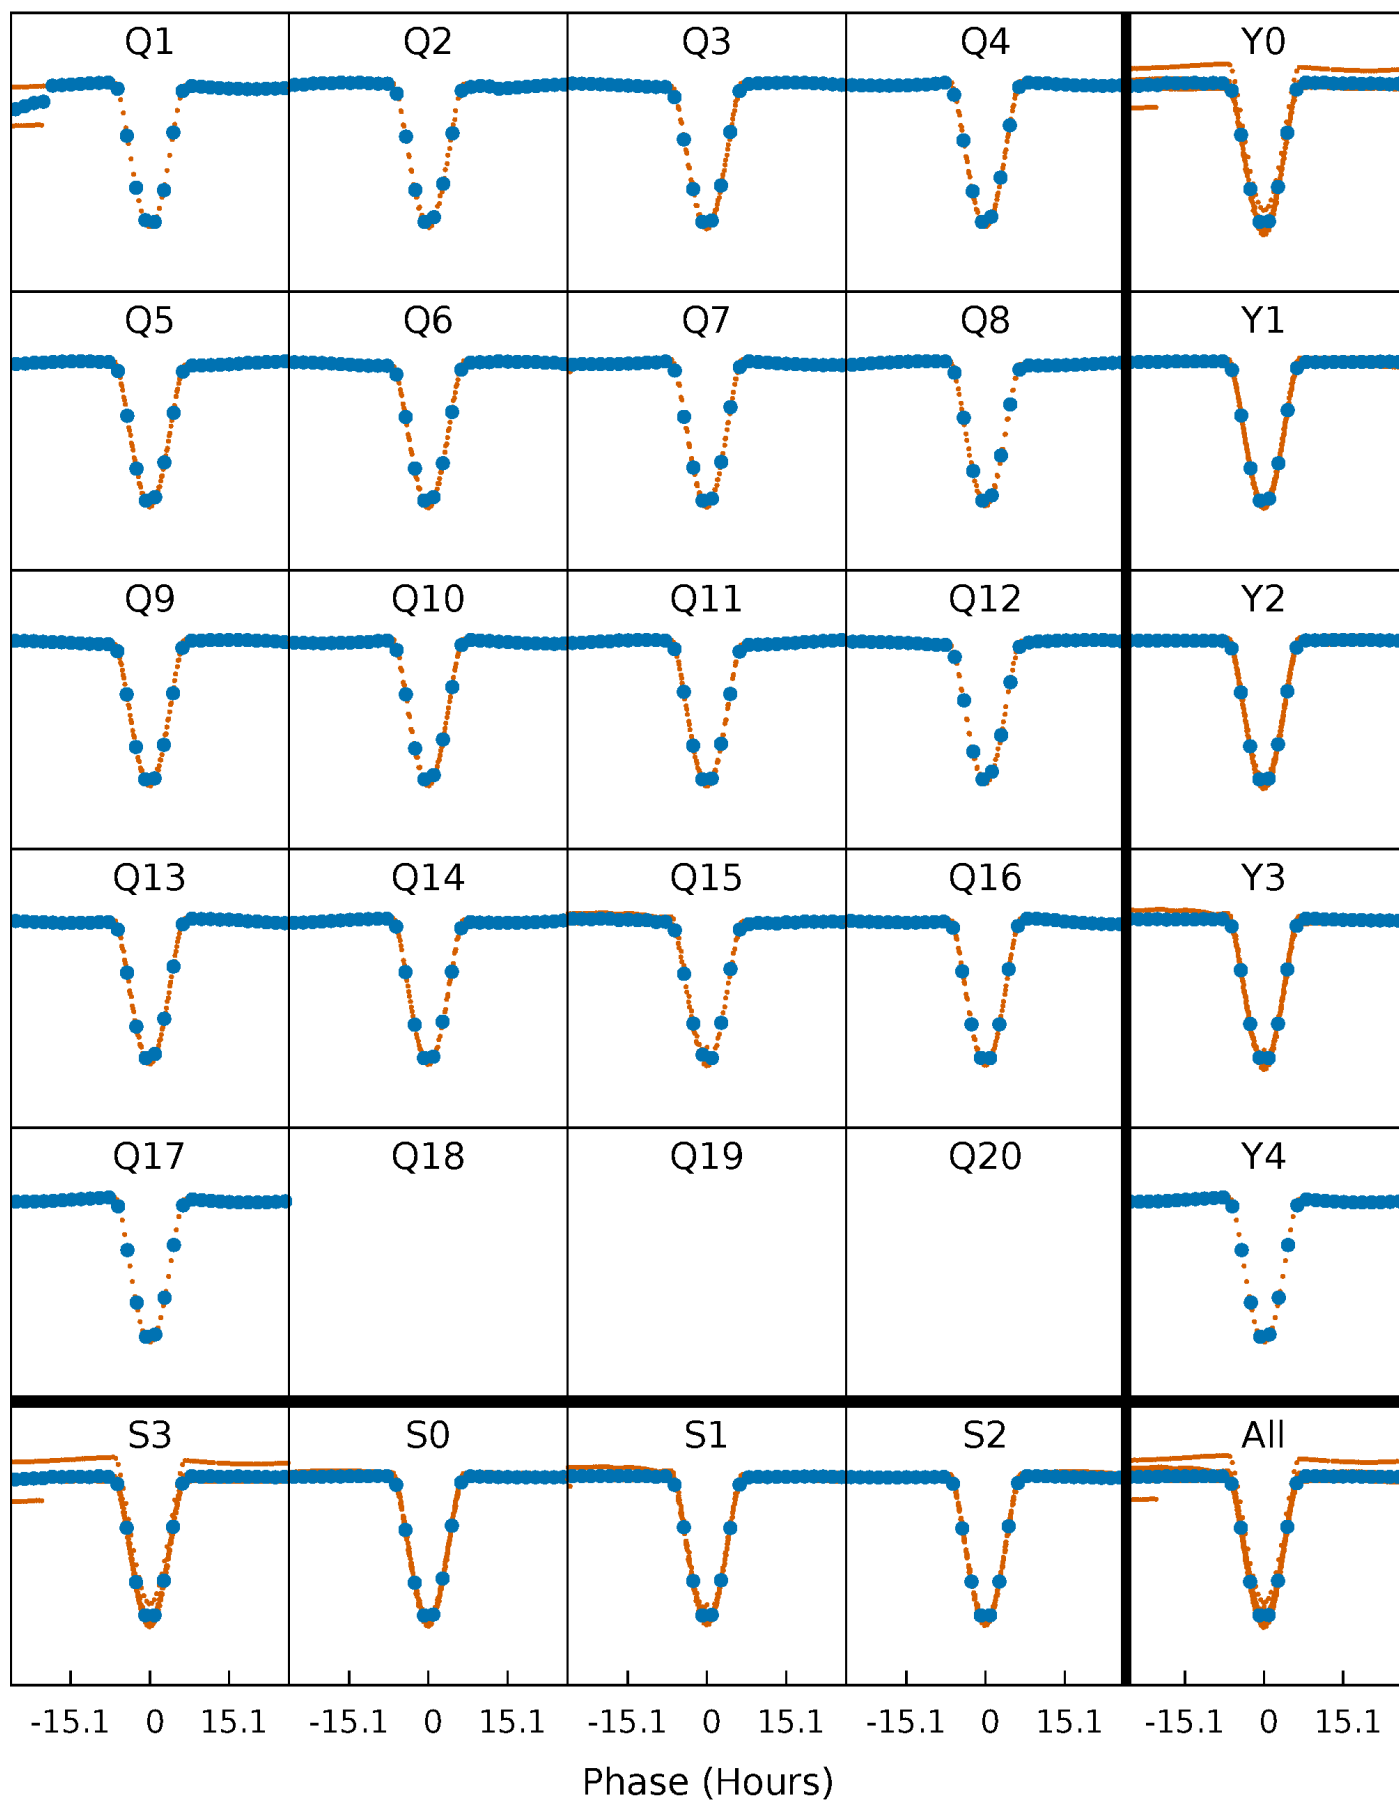 Q1 Q2 Q3 Q4 Y0
Q5 Q6 Q7 Q8 Y1
Q9 Q10 Q11 Q12 Y2
Q13 Q14 Q15 Q16 Y3
Q17 Q18 Q19 Q20 Y4
S3 S0 S1 S2 All
-15.1 0 15.1 -15.1 0 15.1 -15.1 0 15.1 -15.1 0 15.1 -15.1 0 15.1
Phase (Hours)